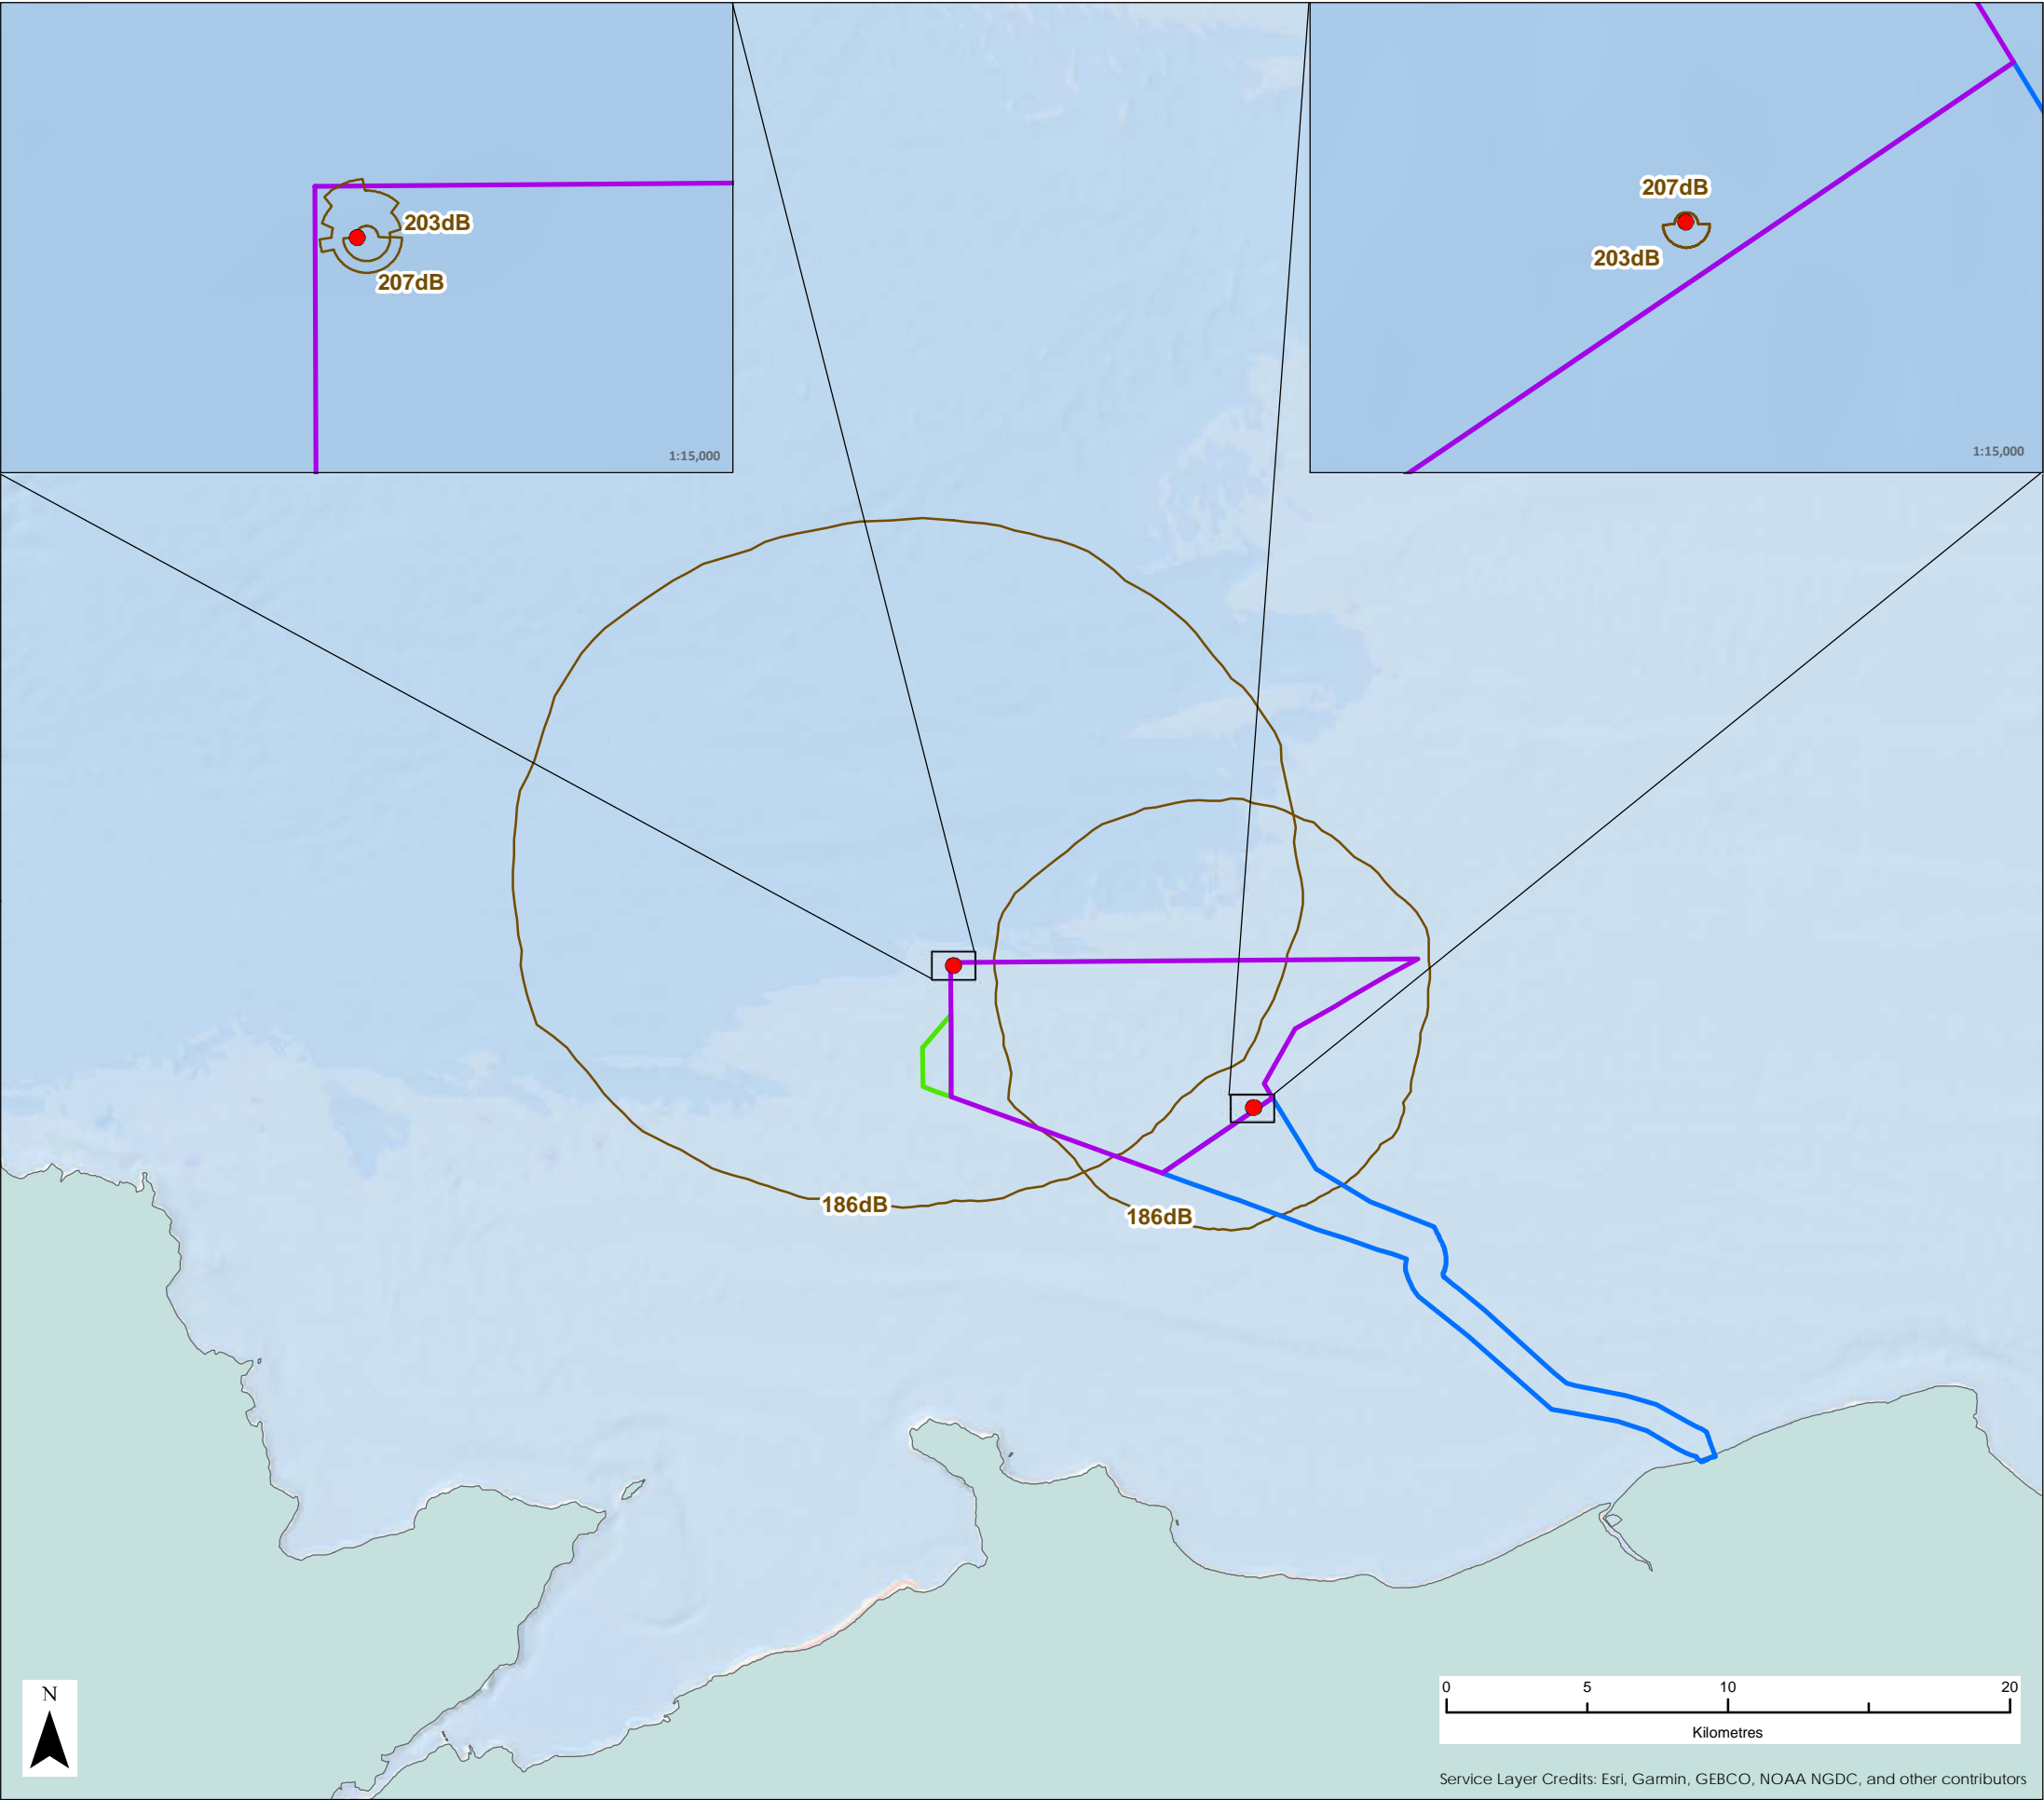 203dB
207dB
1:15,000
207dB
203dB
1:15,000
186dB
186dB
N
0 5 10 20
Kilometres
Service Layer Credits: Esri, Garmin, GEBCO, NOAA NGDC, and other contributors